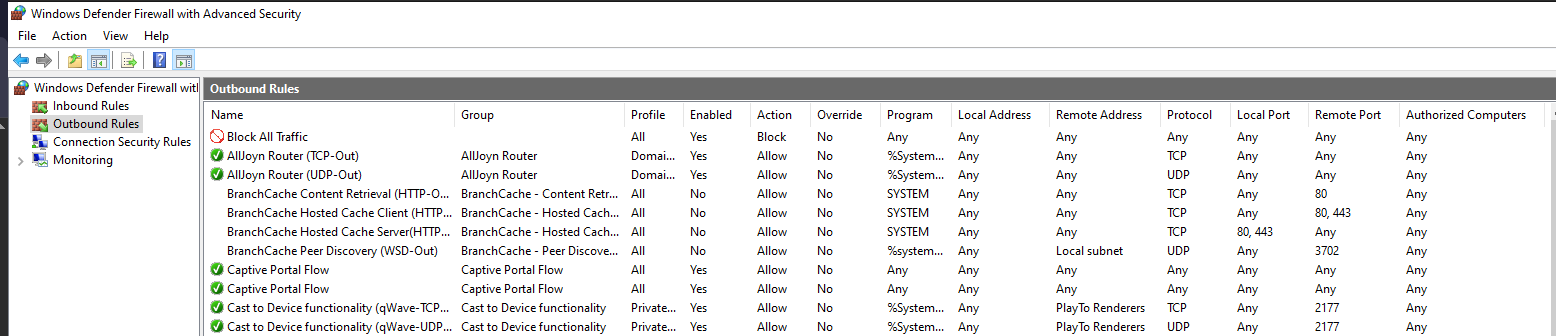 Windows Defender Firewall with Advanced Security
File Action View Help
Windows Defender Firewall wit
Inbound Rules
Outbound Rules
Connection Security Rules
Monitoring
Outbound Rules
Name Group Profile Enabled Action Override Program Local Address Remote Address Protocol Local Port Remote Port Authorized Computers
Block All Traffic All Yes Block No Any Any Any Any Any Any Any
AllJoyn Router (TCP-Out) AllJoyn Router Domai... Yes Allow No %System... Any Any TCP Any Any Any
AllJoyn Router (UDP-Out) AllJoyn Router Domai... Yes Allow No %System... Any Any UDP Any Any Any
BranchCache Content Retrieval (HTTP-O... BranchCache - Content Retr... All No Allow No SYSTEM Any Any TCP Any 80 Any
BranchCache Hosted Cache Client (HTTP... BranchCache - Hosted Cach... All No Allow No SYSTEM Any Any TCP Any 80, 443 Any
BranchCache Hosted Cache Server(HTTP... BranchCache - Hosted Cach... All No Allow No SYSTEM Any Any TCP 80, 443 Any Any
BranchCache Peer Discovery (WSD-Out) BranchCache - Peer Discove... All No Allow No %system... Any Local subnet UDP Any 3702 Any
Captive Portal Flow Captive Portal Flow All Yes Allow No Any Any Any Any Any Any Any
Captive Portal Flow Captive Portal Flow All Yes Allow No Any Any Any Any Any Any Any
Cast to Device functionality (qWave-TCP... Cast to Device functionality Private... Yes Allow No %System... Any PlayTo Renderers TCP Any 2177 Any
Cast to Device functionality (qWave-UDP... Cast to Device functionality Private... Yes Allow No %System... Any PlayTo Renderers UDP Any 2177 Any